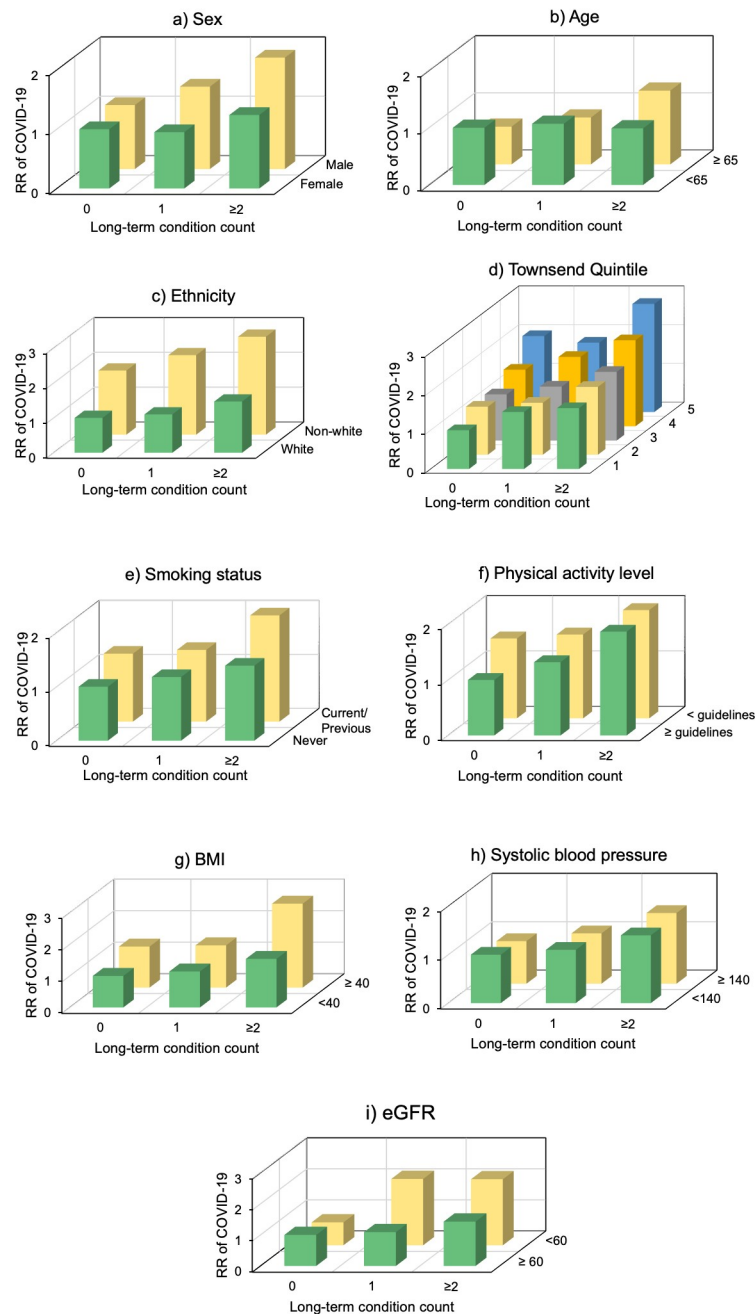 a) Sex
RR of COVID-19
2
1
0
0
1
≥2
Male
Female
Long-term condition count
b) Age
RR of COVID-19
2
1
0
0
1
≥2
≥ 65
<65
Long-term condition count
c) Ethnicity
RR of COVID-19
3
2
1
0
0
1
≥2
Non-white
White
Long-term condition count
d) Townsend Quintile
RR of COVID-19
3
2
1
0
0
1
≥2
5
4
3
2
1
Long-term condition count
e) Smoking status
RR of COVID-19
2
1
0
0
1
≥2
Current/
Previous
Never
Long-term condition count
f) Physical activity level
RR of COVID-19
2
1
0
0
1
≥2
< guidelines
≥ guidelines
Long-term condition count
g) BMI
RR of COVID-19
3
2
1
0
0
1
≥2
≥ 40
<40
Long-term condition count
h) Systolic blood pressure
RR of COVID-19
2
1
0
0
1
≥2
≥ 140
<140
Long-term condition count
i) eGFR
RR of COVID-19
3
2
1
0
0
1
≥2
<60
≥ 60
Long-term condition count